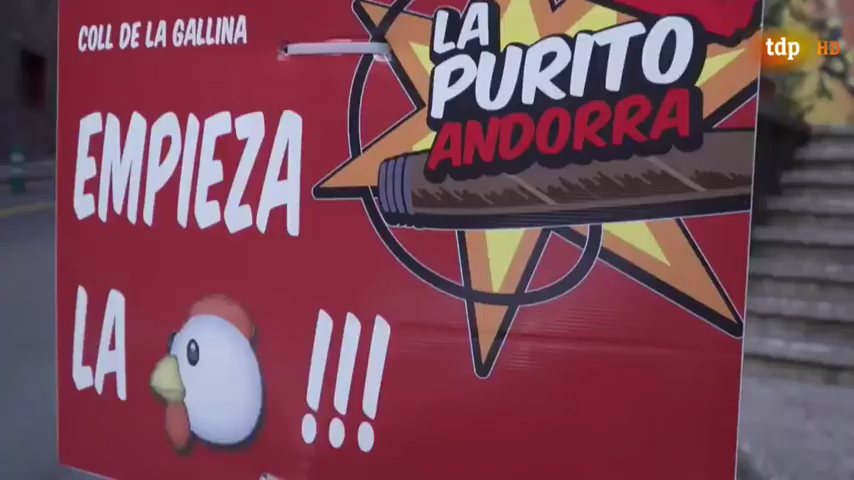 COLL DE LA GALLINA
LA
PURITO
ANDORRA
tdp HD
EMPIEZA
LA !!!